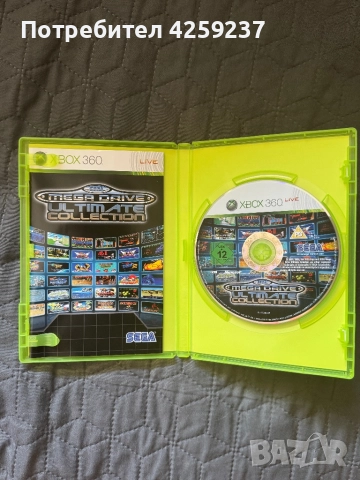 Потребител 4259237
XBOX 360 LIVE
SEGA
MEGA DRIVE
ULTIMATE
COLLECTION
SEGA
XBOX 360 LIVE
12
SEGA
MEGA DRIVE
ULTIMATE
COLLECTION
BAZAR